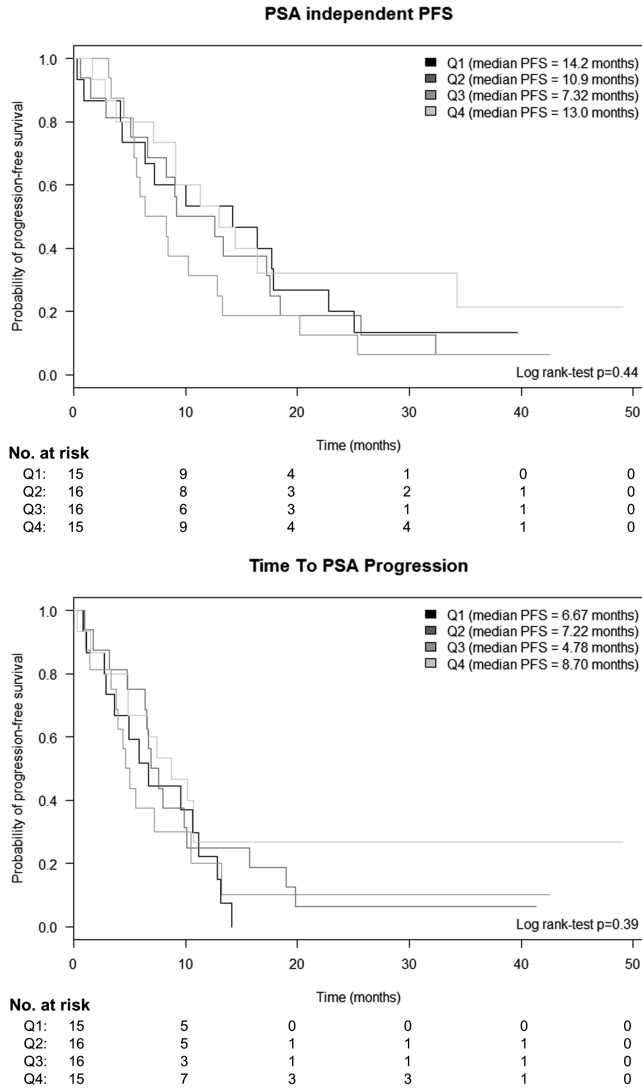 PSA independent PFS
Probability of progression-free survival
1.0
0.8
0.6
0.4
0.2
0.0
Q1 (median PFS = 14.2 months)
Q2 (median PFS = 10.9 months)
Q3 (median PFS = 7.32 months)
Q4 (median PFS = 13.0 months)
Log rank-test p=0.44
0 10 20 30 40 50
Time (months)
No. at risk
Q1: 15 9 4 1 0 0
Q2: 16 8 3 2 1 0
Q3: 16 6 3 1 1 0
Q4: 15 9 4 4 1 0
Time To PSA Progression
Probability of progression-free survival
1.0
0.8
0.6
0.4
0.2
0.0
Q1 (median PFS = 6.67 months)
Q2 (median PFS = 7.22 months)
Q3 (median PFS = 4.78 months)
Q4 (median PFS = 8.70 months)
Log rank-test p=0.39
0 10 20 30 40 50
Time (months)
No. at risk
Q1: 15 5 0 0 0 0
Q2: 16 5 1 1 1 0
Q3: 16 3 1 1 1 0
Q4: 15 7 3 3 1 0